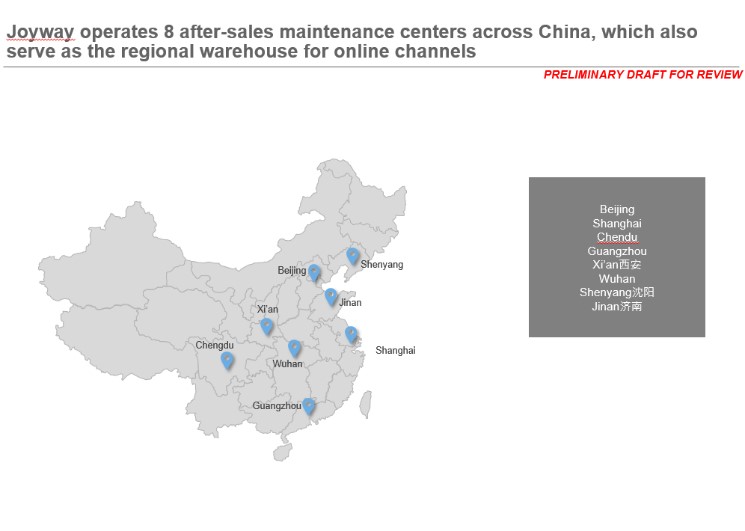 Joyway operates 8 after-sales maintenance centers across China, which also
serve as the regional warehouse for online channels
PRELIMINARY DRAFT FOR REVIEW
Beijing
Shenyang
Jinan
Xi'an
Chengdu
Shanghai
Wuhan
Guangzhou
Beijing
Shanghai
Chendu
Guangzhou
Xi'an西安
Wuhan
Shenyang沈阳
Jinan济南